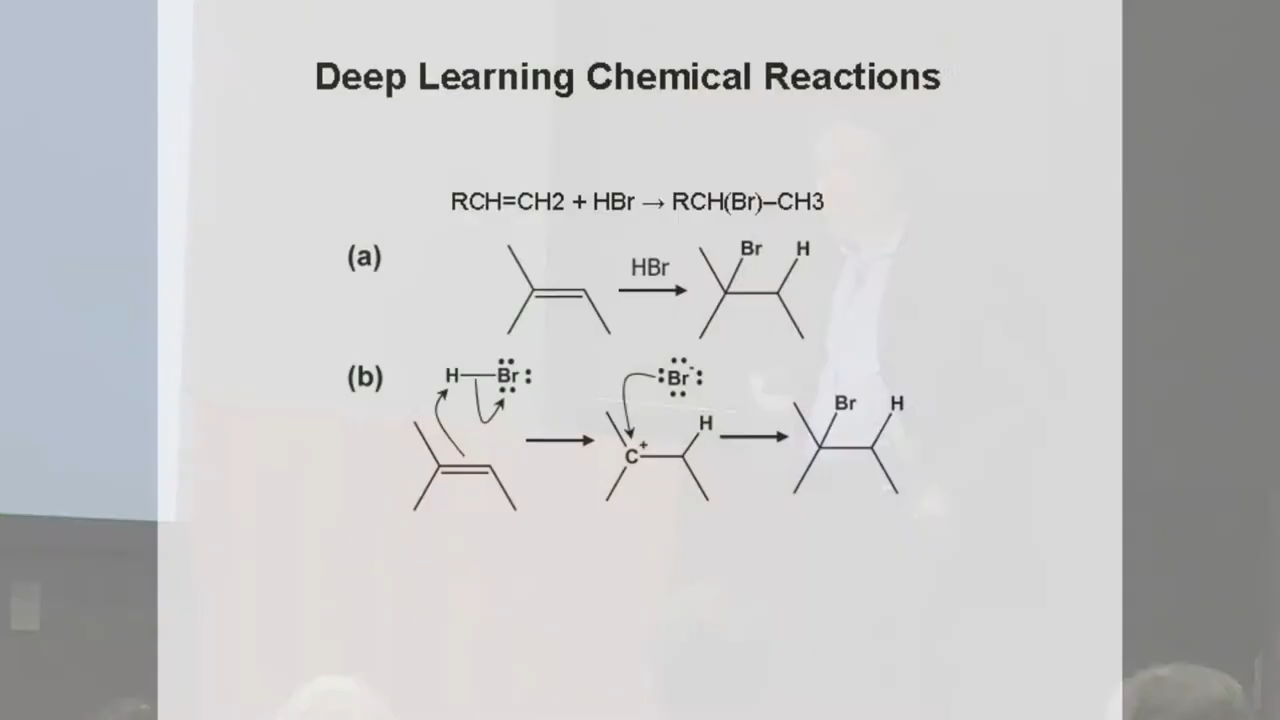 Deep Learning Chemical Reactions
RCH=CH2 + HBr → RCH(Br)–CH3
(a)
HBr
Br H
(b)
H Br
Br-
H
C+
Br H